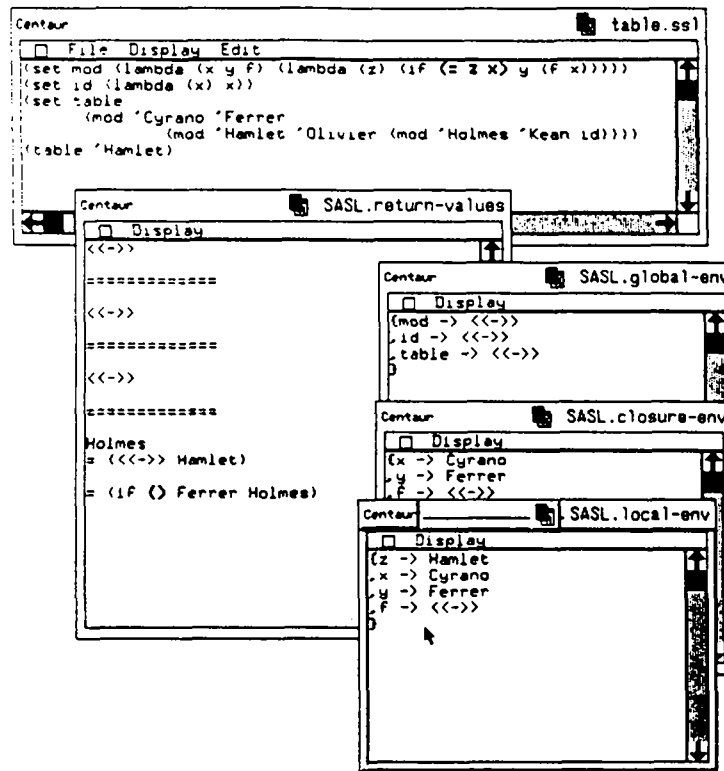 Centaur table.ssl
File Display Edit
(set mod (lambda (x y f) (lambda (z) (if (= z x) y (f x)))))
(set id (lambda (x) x))
(set table
(mod 'Cyrano 'Ferrer
(mod 'Hamlet 'Olivier (mod 'Holmes 'Kean id))))
(table 'Hamlet)
Centaur SASL.return-values
Display
<<->>
=============
<<->>
=============
<<->>
=============
Holmes
= (<<->> Hamlet)
= (if () Ferrer Holmes)
Centaur SASL.global-env
Display
{mod -> <<->>
,id -> <<->>
,table -> <<->>
}
Centaur SASL.closure-env
Display
{x -> Cyrano
,y -> Ferrer
,f -> <<->>
Centaur SASL.local-env
Display
{z -> Hamlet
,x -> Cyrano
,y -> Ferrer
,f -> <<->>
}